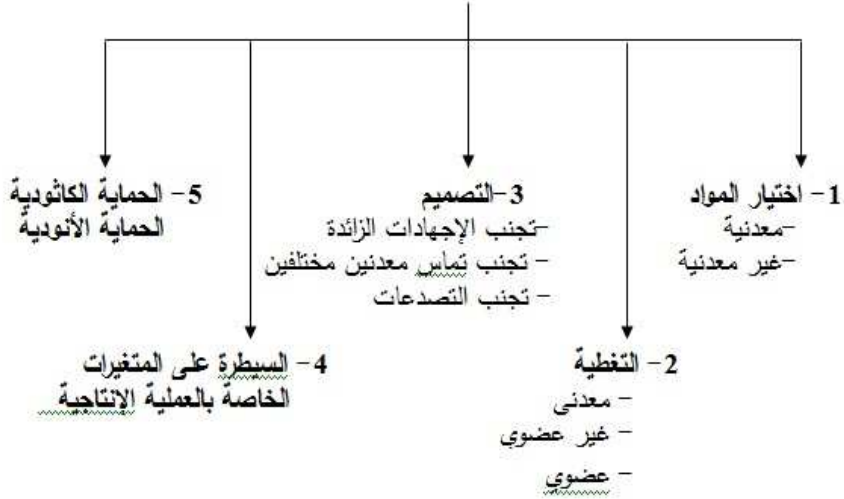 1- اختيار المواد
-معدنية
-غير معدنية
2- التغطية
- معدنى
- غير عضوي
- عضوي
3-التصميم
-تجنب الإجهادات الزائدة
- تجنب تماس معدنين مختلفين
- تجنب التصدعات
4- السيطرة على المتغيرات
الخاصة بالعملية الإنتاجية
5- الحماية الكاثودية
الحماية الأنودية